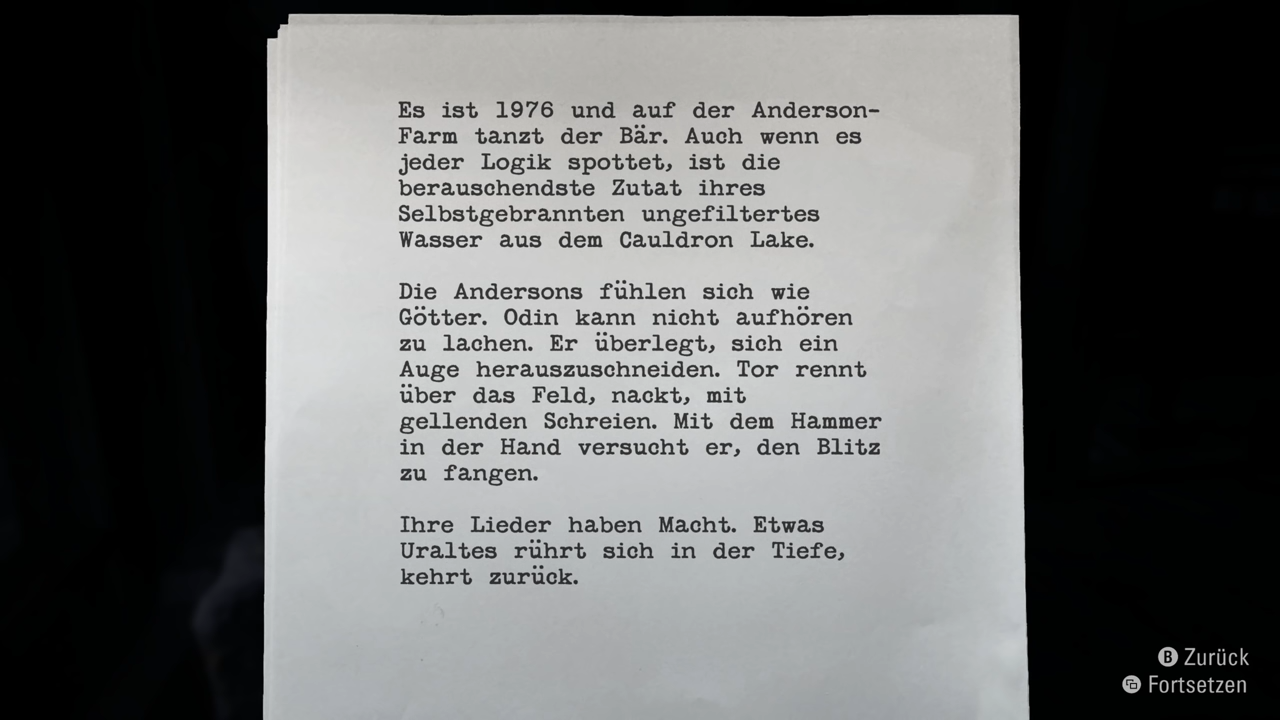 Es ist 1976 und auf der Anderson-
Farm tanzt der Bär. Auch wenn es
jeder Logik spottet, ist die
berauschendste Zutat ihres
Selbstgebrannten ungefiltertes
Wasser aus dem Cauldron Lake.
Die Andersons fühlen sich wie
Götter. Odin kann nicht aufhören
zu lachen. Er überlegt, sich ein
Auge herauszuschneiden. Tor rennt
über das Feld, nackt, mit
gellenden Schreien. Mit dem Hammer
in der Hand versucht er, den Blitz
zu fangen.
Ihre Lieder haben Macht. Etwas
Uraltes rührt sich in der Tiefe,
kehrt zurück.
B Zurück
Fortsetzen